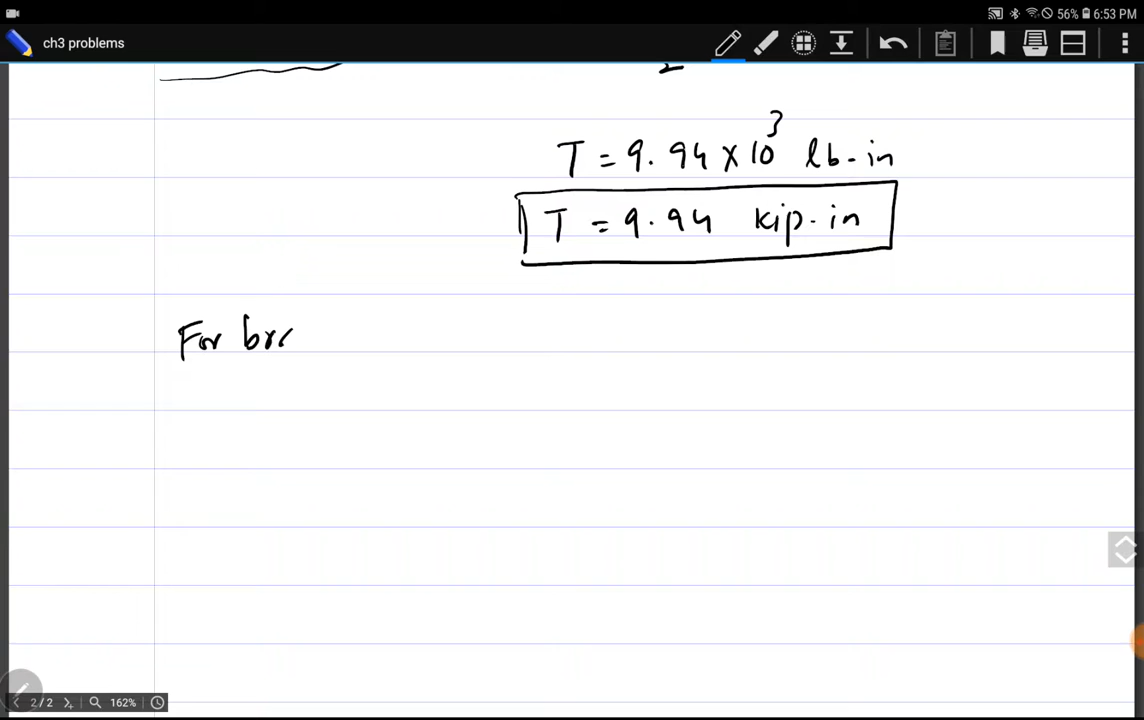 56% 6:53 PM
ch3 problems
T = 9.94 × 10³ lb-in
T = 9.94 kip-in
For bra
2/2 162%